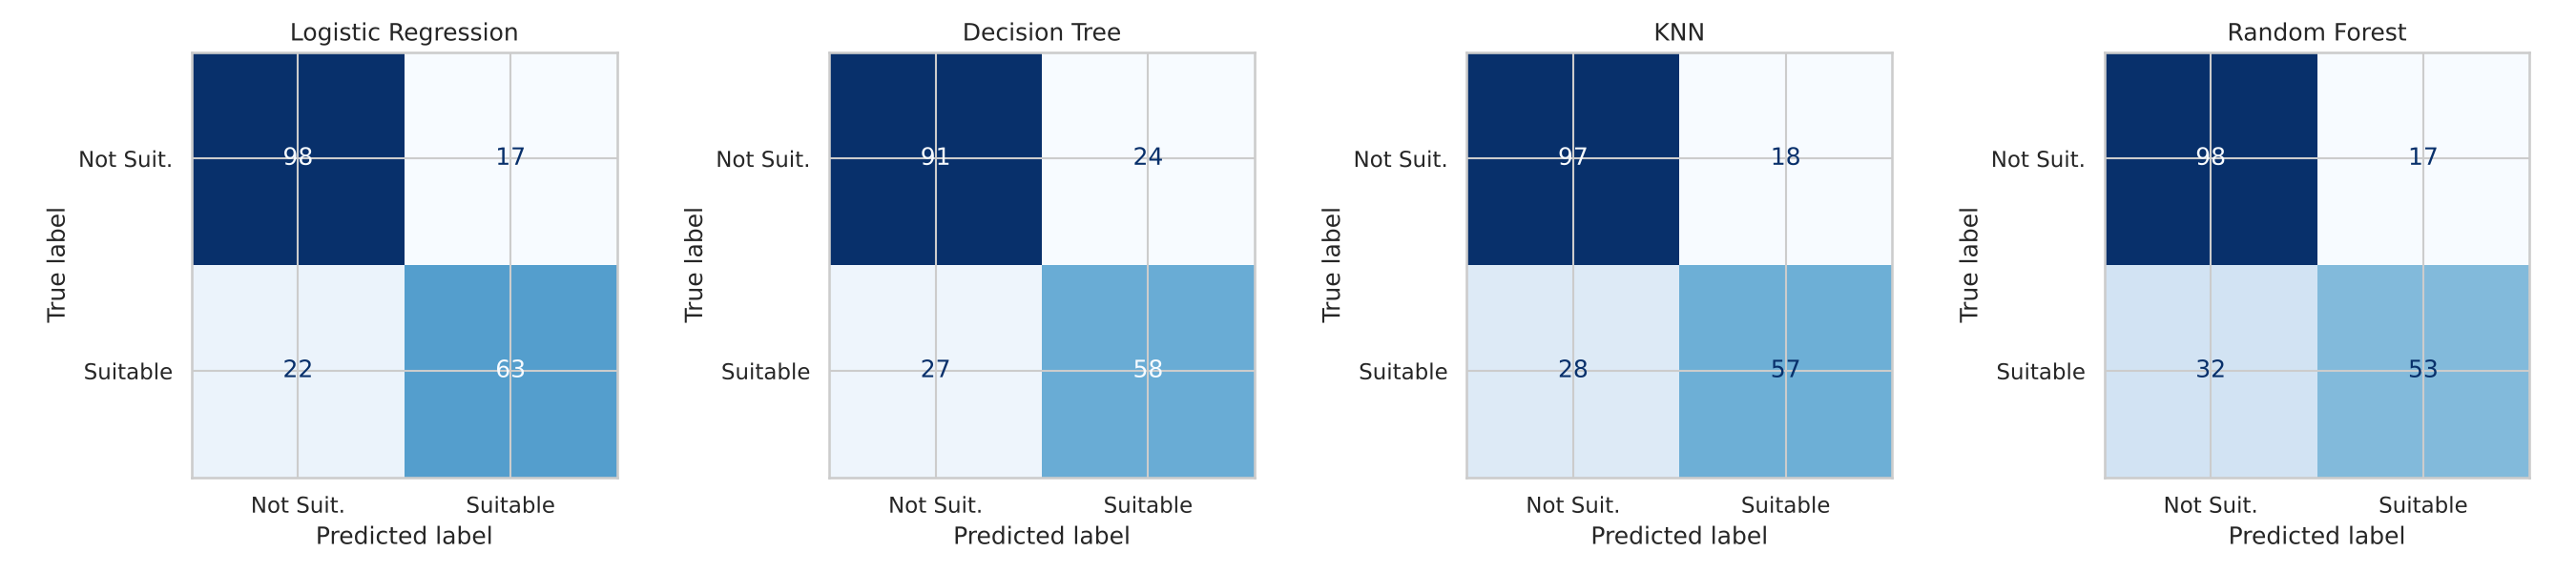 Logistic Regression
Not Suit.
98
17
True label
Suitable
22
63
Not Suit.
Suitable
Predicted label
Decision Tree
Not Suit.
91
24
True label
Suitable
27
58
Not Suit.
Suitable
Predicted label
KNN
Not Suit.
97
18
True label
Suitable
28
57
Not Suit.
Suitable
Predicted label
Random Forest
Not Suit.
98
17
True label
Suitable
32
53
Not Suit.
Suitable
Predicted label